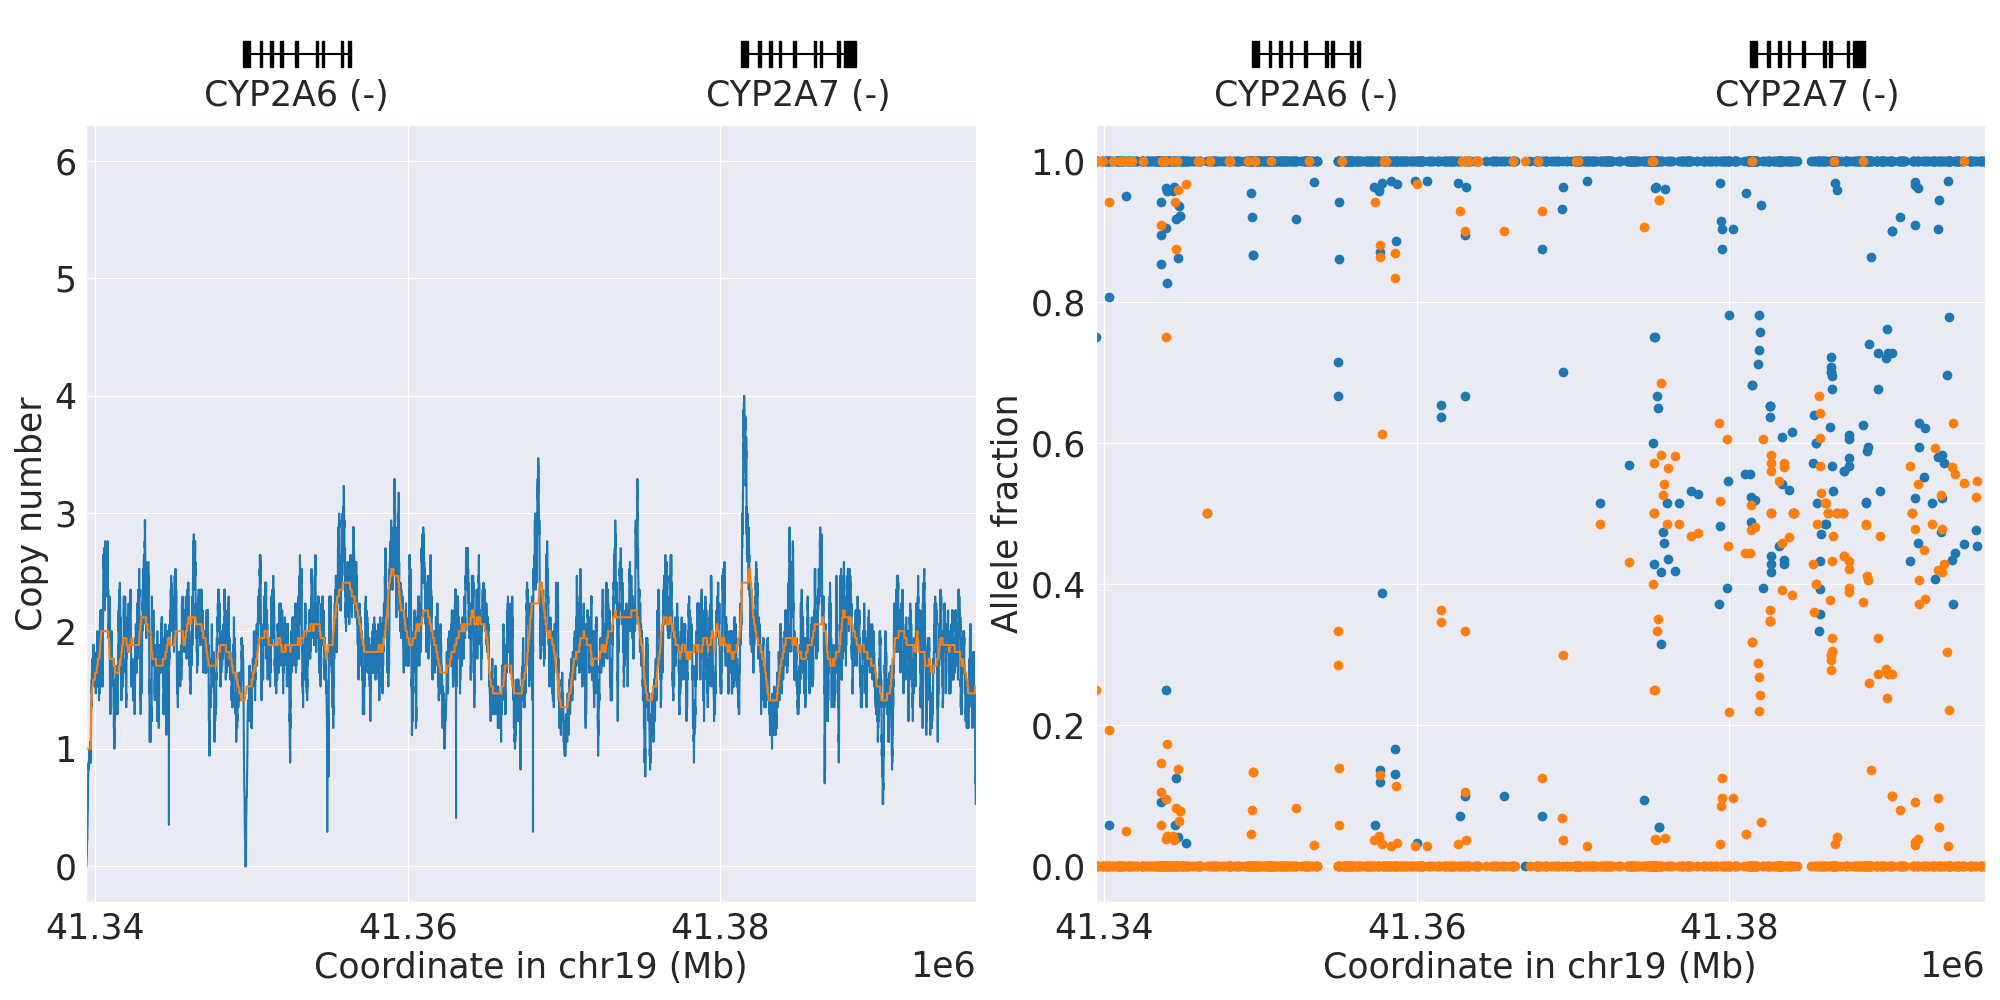 CYP2A6 (-)
CYP2A7 (-)
6
5
4
3
2
1
0
Copy number
41.34
41.36
41.38
Coordinate in chr19 (Mb)
1e6
CYP2A6 (-)
CYP2A7 (-)
1.0
0.8
0.6
0.4
0.2
0.0
Allele fraction
41.34
41.36
41.38
Coordinate in chr19 (Mb)
1e6